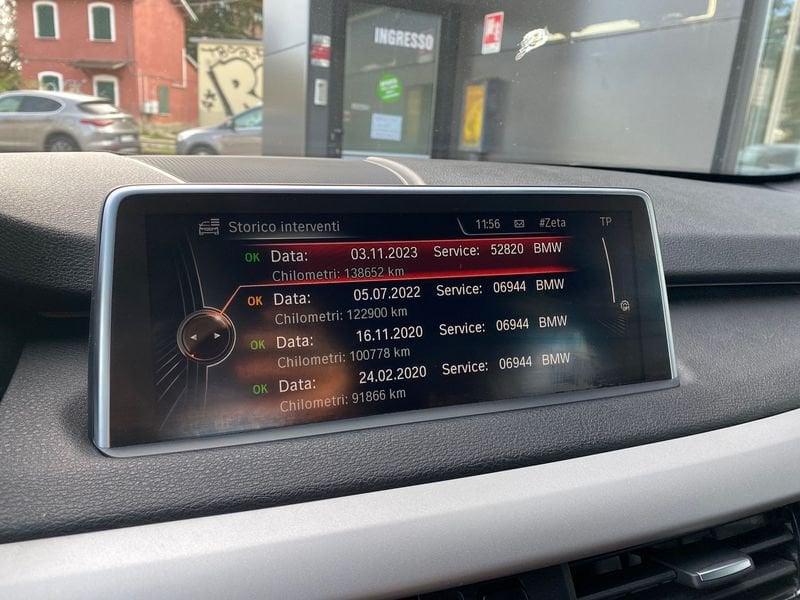 INGRESSO
Storico interventi
11:56
#Zeta
TP
OK Data: 03.11.2023 Service: 52820 BMW
Chilometri: 138652 km
OK Data: 05.07.2022 Service: 06944 BMW
Chilometri: 122900 km
OK Data: 16.11.2020 Service: 06944 BMW
Chilometri: 100778 km
OK Data: 24.02.2020 Service: 06944 BMW
Chilometri: 91866 km